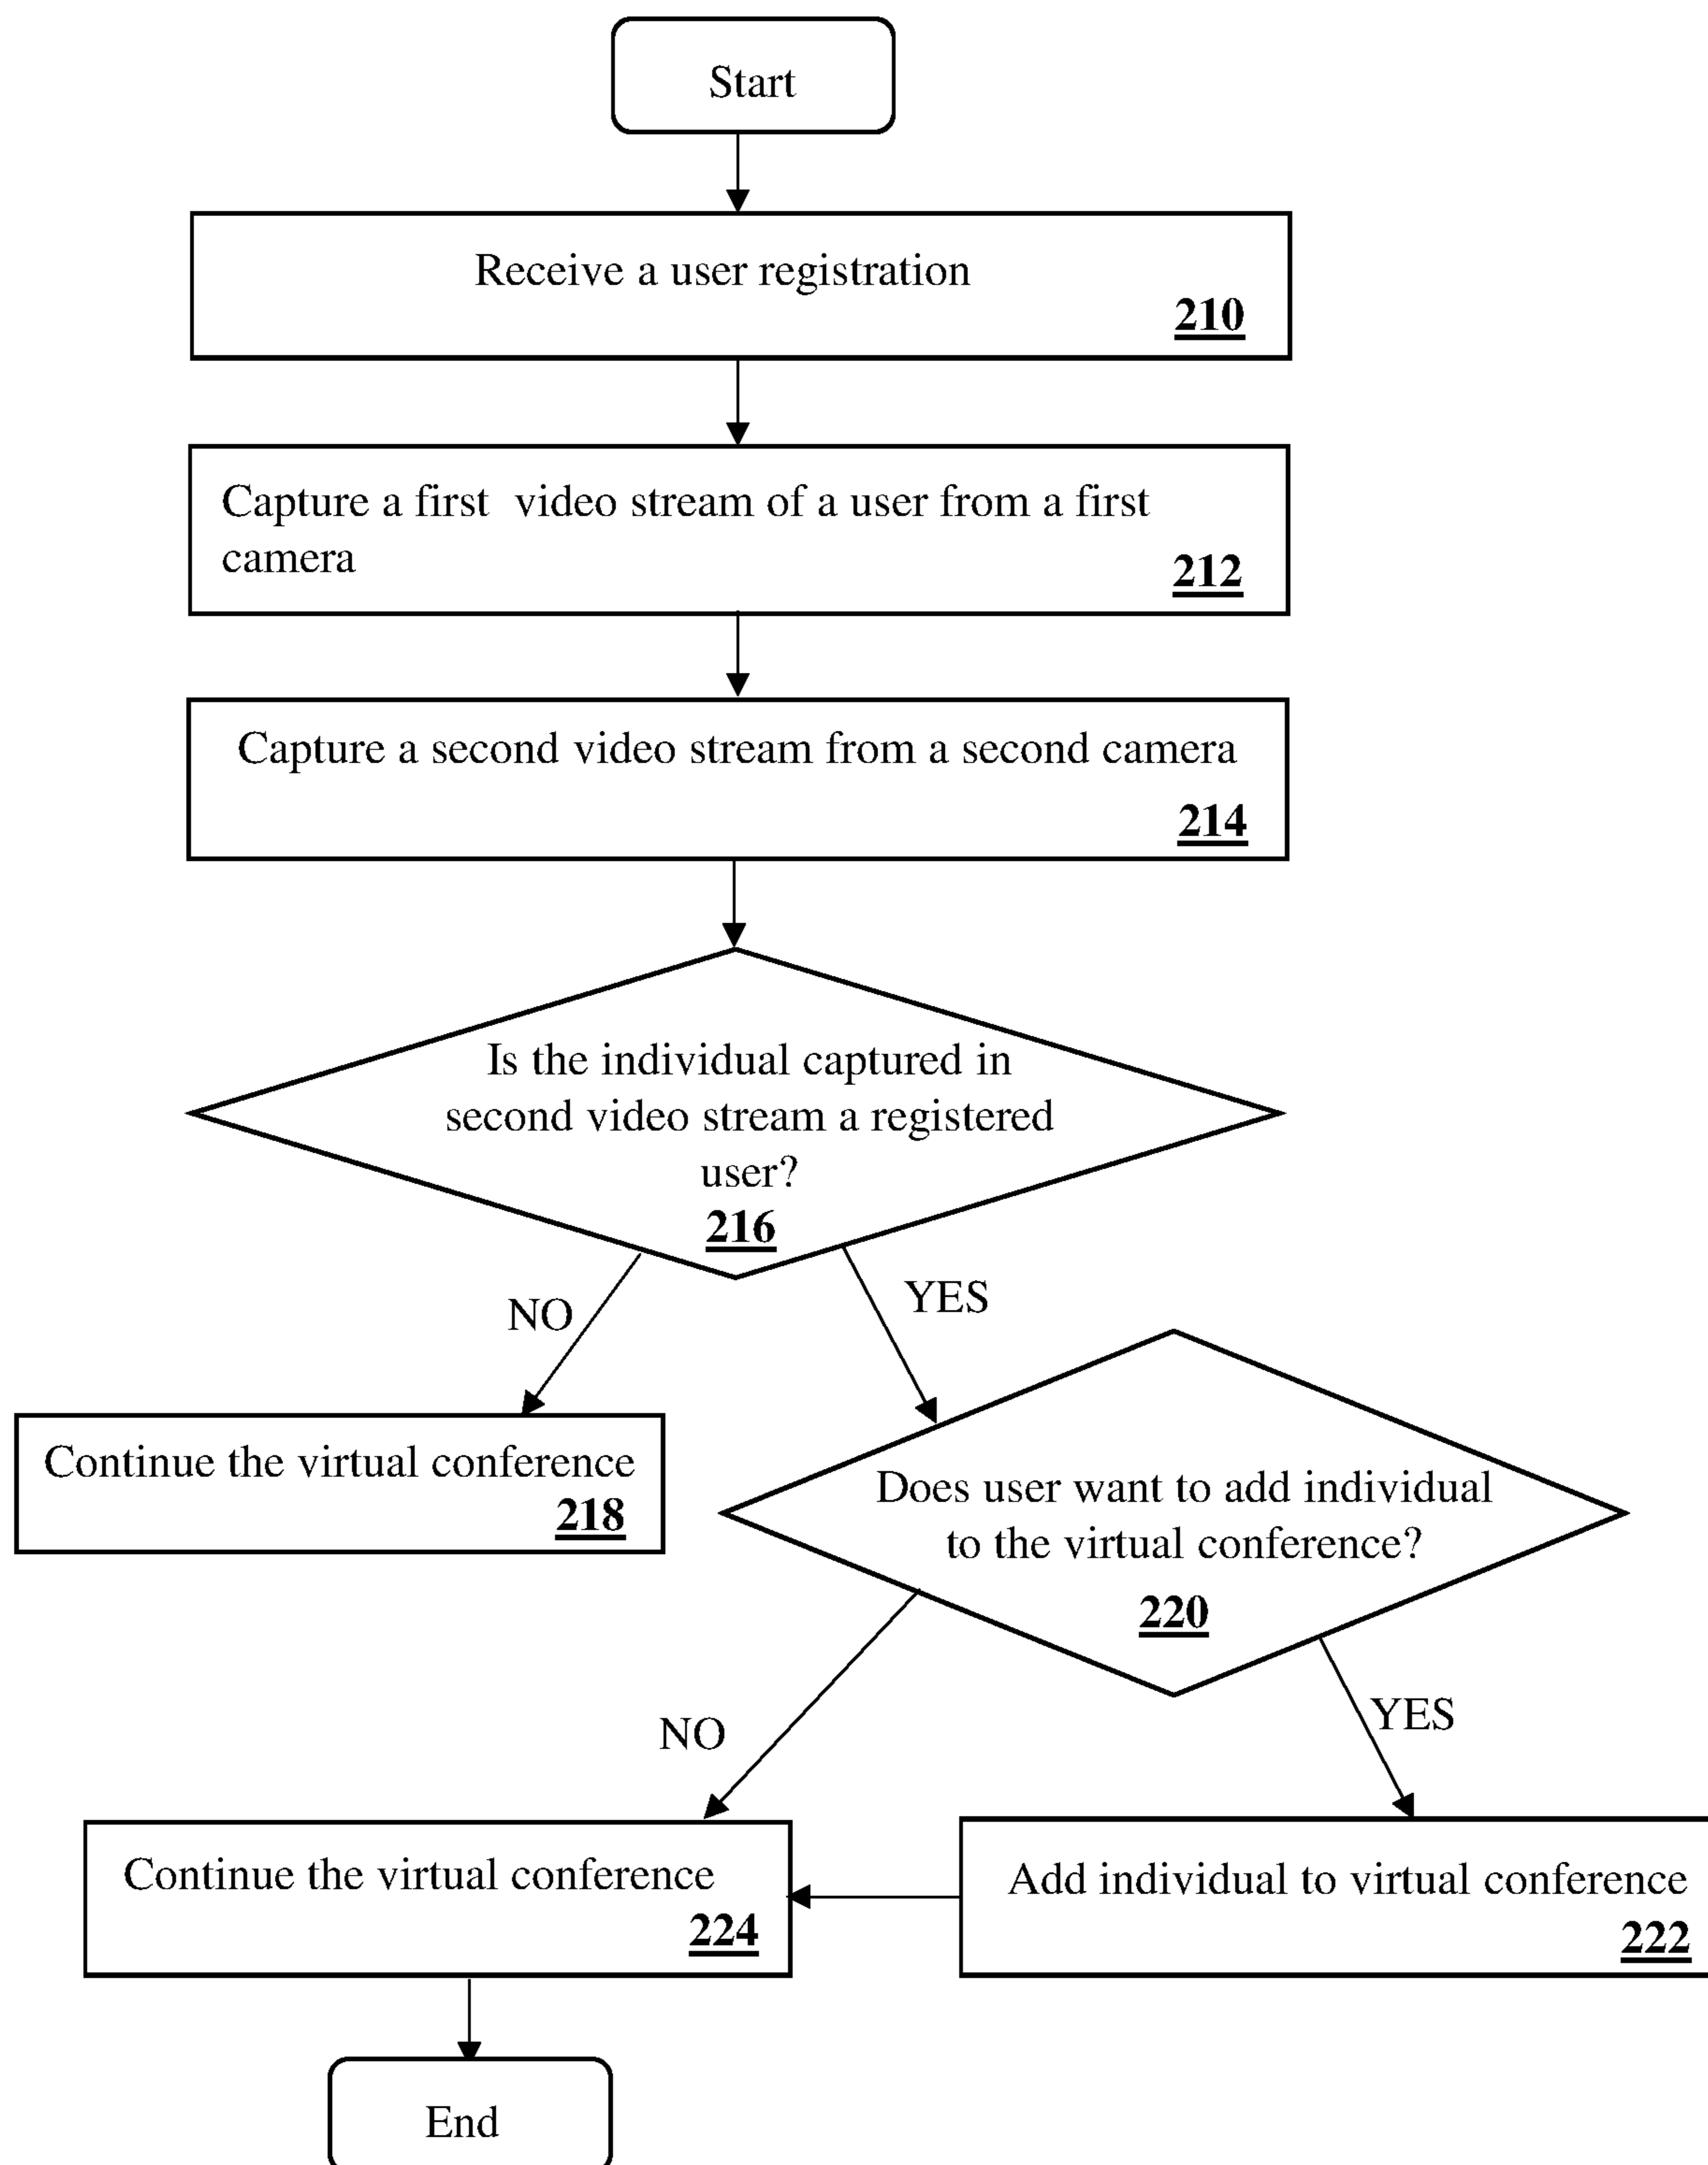 Start
Receive a user registration
210
Capture a first video stream of a user from a first
camera
212
Capture a second video stream from a second camera
214
Is the individual captured in
second video stream a registered
user?
216
NO
YES
Continue the virtual conference
218
Does user want to add individual
to the virtual conference?
220
NO
YES
Continue the virtual conference
224
Add individual to virtual conference
222
End